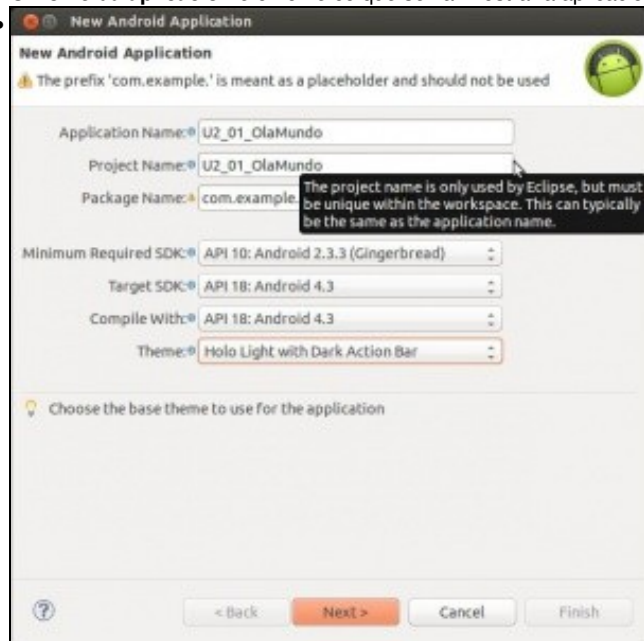 New Android Application
New Android Application
The prefix 'com.example.' is meant as a placeholder and should not be used
Application Name: U2_01_OlaMundo
Project Name: U2_01_OlaMundo
Package Name: com.example.
The project name is only used by Eclipse, but must
be unique within the workspace. This can typically
be the same as the application name.
Minimum Required SDK: API 10: Android 2.3.3 (Gingerbread)
Target SDK: API 18: Android 4.3
Compile With: API 18: Android 4.3
Theme: Holo Light with Dark Action Bar
Choose the base theme to use for the application
< Back Next > Cancel Finish